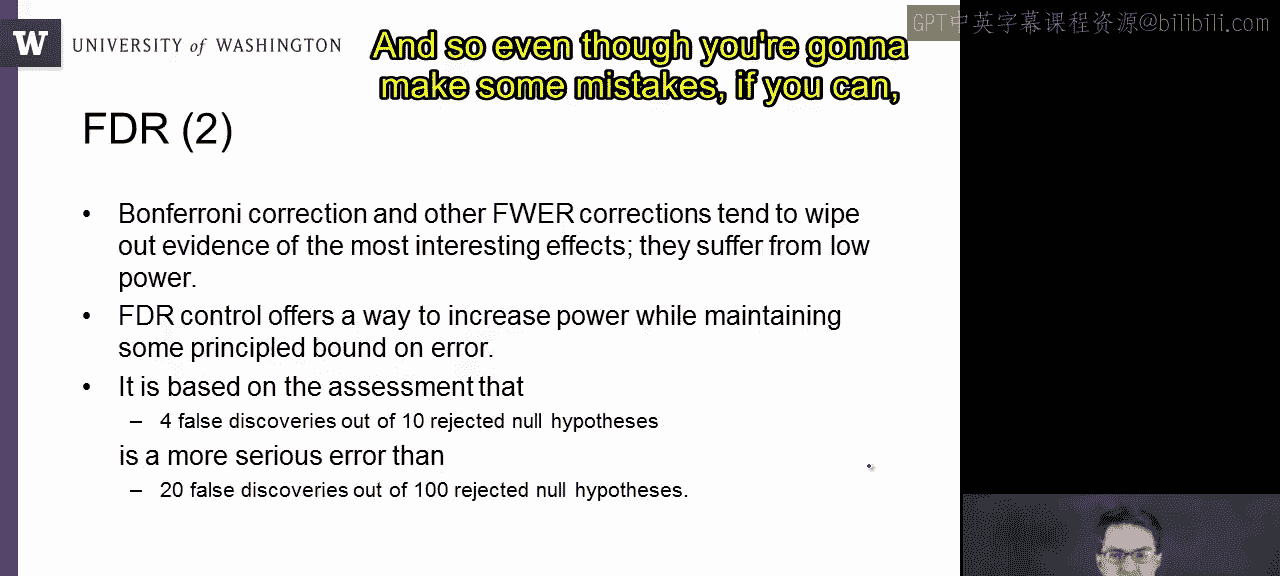 GPT中英字幕课程资源@bilibili.com
And so even though you're gonna
make some mistakes, if you can,
W UNIVERSITY of WASHINGTON
FDR (2)
• Bonferroni correction and other FWER corrections tend to wipe
out evidence of the most interesting effects; they suffer from low
power.
• FDR control offers a way to increase power while maintaining
some principled bound on error.
• It is based on the assessment that
– 4 false discoveries out of 10 rejected null hypotheses
is a more serious error than
– 20 false discoveries out of 100 rejected null hypotheses.